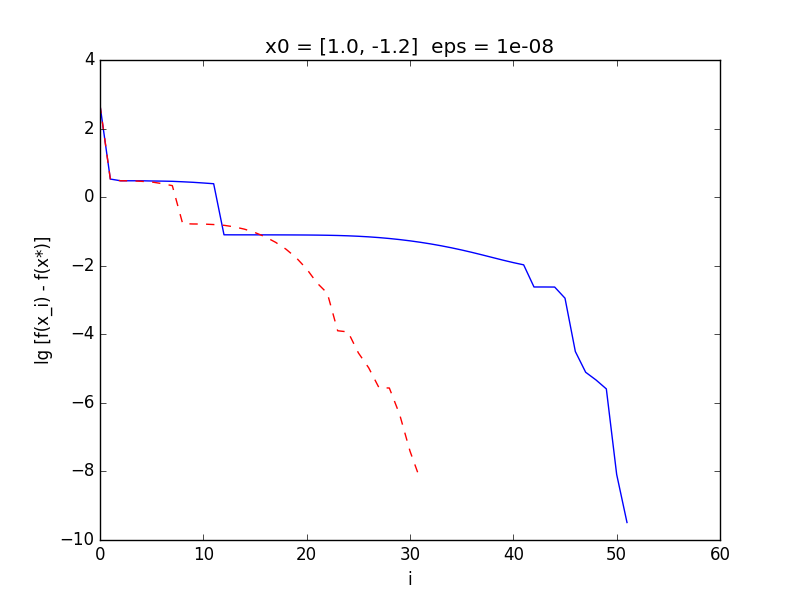 x0 = [1.0, -1.2]  eps = 1e-08
lg [f(x_i) - f(x*)]
4
2
0
−2
−4
−6
−8
−10
0 10 20 30 40 50 60
i